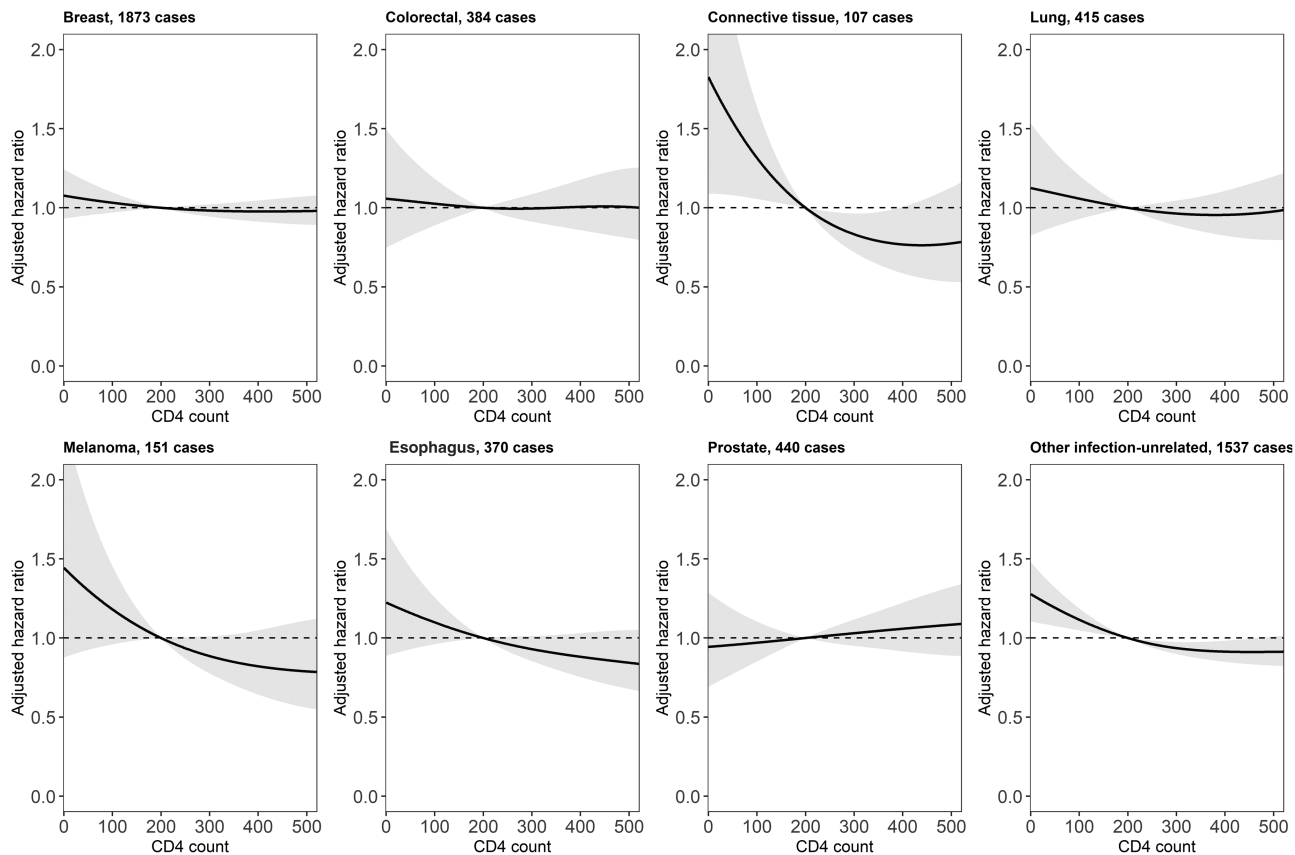 Breast, 1873 cases
2.0
1.5
1.0
0.5
0.0
Adjusted hazard ratio
0 100 200 300 400 500
CD4 count
Colorectal, 384 cases
2.0
1.5
1.0
0.5
0.0
Adjusted hazard ratio
0 100 200 300 400 500
CD4 count
Connective tissue, 107 cases
2.0
1.5
1.0
0.5
0.0
Adjusted hazard ratio
0 100 200 300 400 500
CD4 count
Lung, 415 cases
2.0
1.5
1.0
0.5
0.0
Adjusted hazard ratio
0 100 200 300 400 500
CD4 count
Melanoma, 151 cases
2.0
1.5
1.0
0.5
0.0
Adjusted hazard ratio
0 100 200 300 400 500
CD4 count
Esophagus, 370 cases
2.0
1.5
1.0
0.5
0.0
Adjusted hazard ratio
0 100 200 300 400 500
CD4 count
Prostate, 440 cases
2.0
1.5
1.0
0.5
0.0
Adjusted hazard ratio
0 100 200 300 400 500
CD4 count
Other infection-unrelated, 1537 cases
2.0
1.5
1.0
0.5
0.0
Adjusted hazard ratio
0 100 200 300 400 500
CD4 count